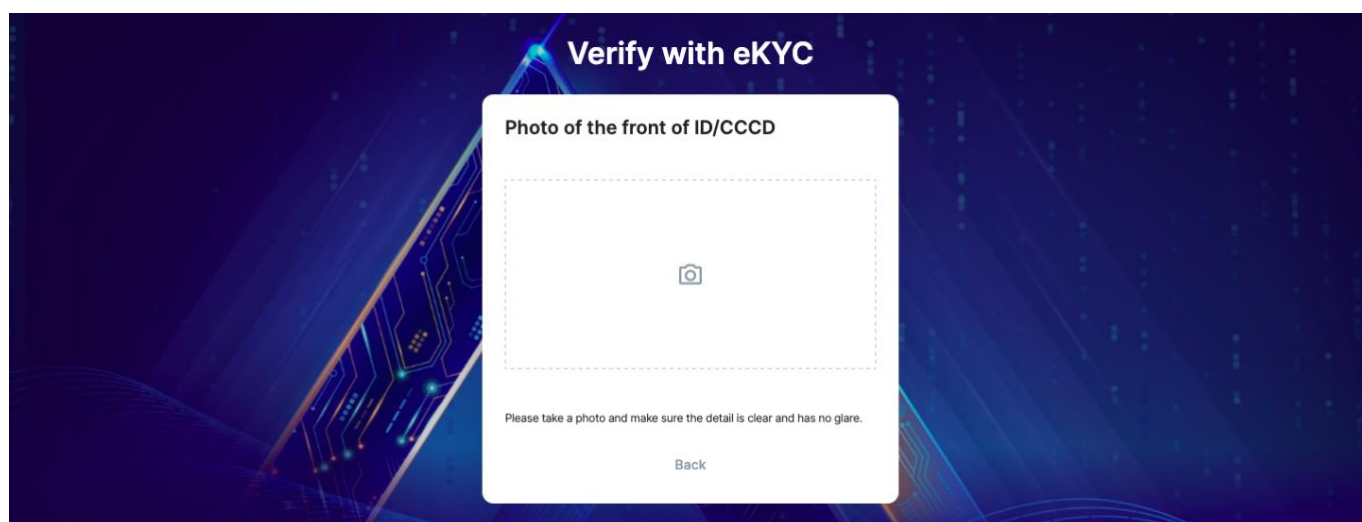 Verify with eKYC
Photo of the front of ID/CCCD
Please take a photo and make sure the detail is clear and has no glare.
Back